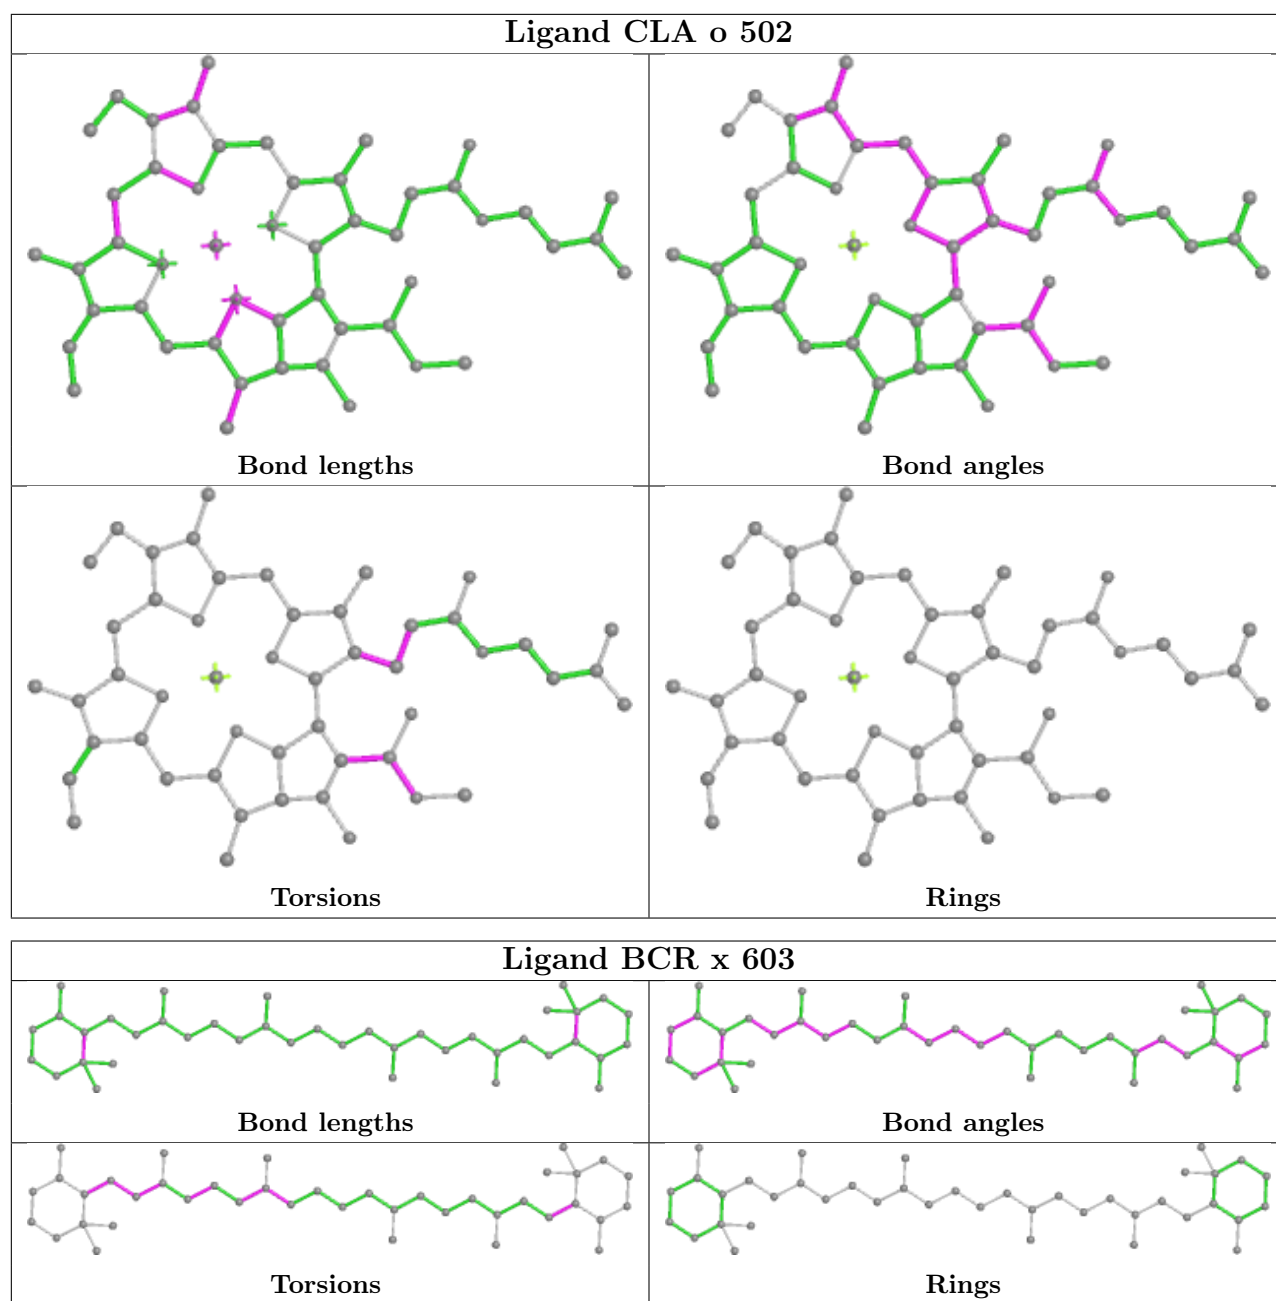 Ligand CLA o 502
Bond lengths
Bond angles
Torsions
Rings
Ligand BCR x 603
Bond lengths
Bond angles
Torsions
Rings